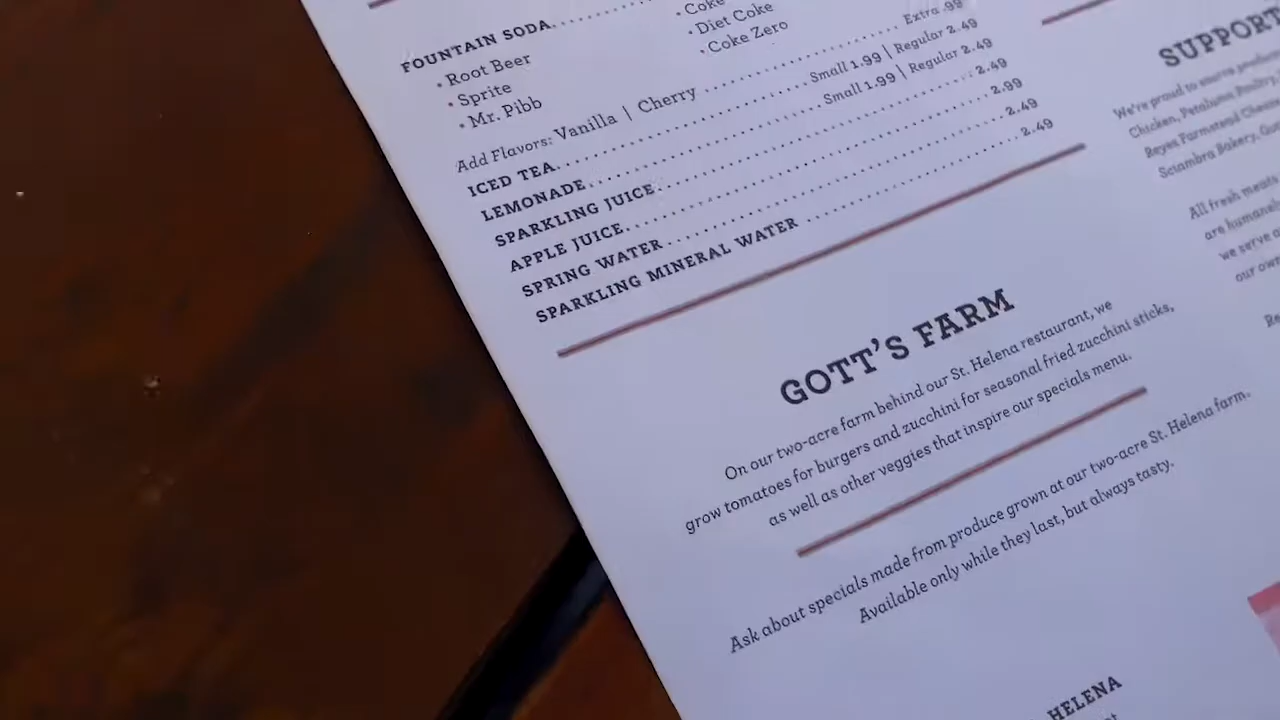 FOUNTAIN SODA
• Root Beer
• Sprite
• Mr. Pibb
• Coke
• Diet Coke
• Coke Zero
Add Flavors: Vanilla | Cherry ........ Extra .99
ICED TEA ........ Small 1.99 | Regular 2.49
LEMONADE ........ Small 1.99 | Regular 2.49
SPARKLING JUICE ........ 2.49
APPLE JUICE ........ 2.99
SPRING WATER ........ 2.49
SPARKLING MINERAL WATER ........ 2.49
GOTT'S FARM
On our two-acre farm behind our St. Helena restaurant, we
grow tomatoes for burgers and zucchini for seasonal fried zucchini sticks,
as well as other veggies that inspire our specials menu.
Ask about specials made from produce grown at our two-acre St. Helena farm.
Available only while they last, but always tasty.
HELENA
SUPPORT
We're proud to source
Chicken, Petaluma Poultry,
Reyes Farmstead Cheese
Sciambra Bakery,
All fresh meats
are
we serve
our own